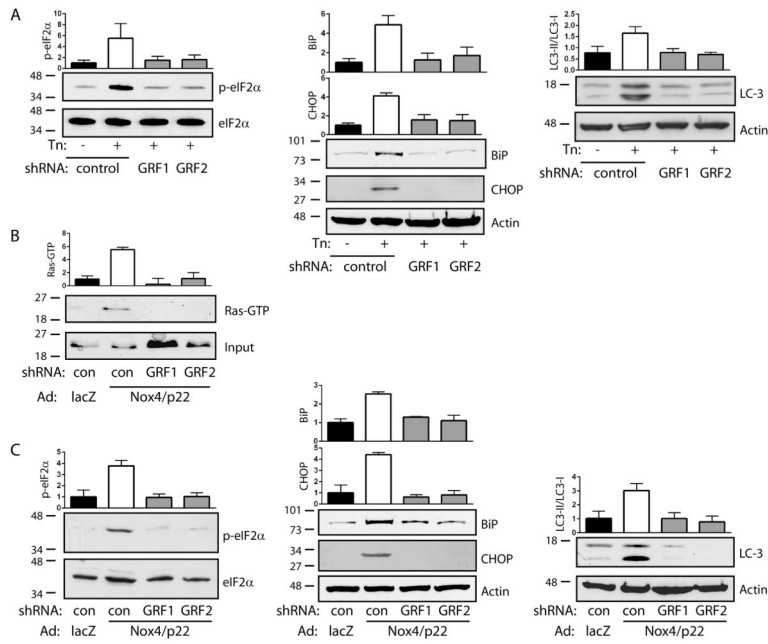 A
p-eIF2α
10
8
6
4
2
0
48
34
p-eIF2α
48
34
eIF2α
Tn: - + + +
shRNA: control GRF1 GRF2
BiP
6
4
2
0
CHOP
6
4
2
0
101
73
BiP
34
27
CHOP
48
Actin
Tn: - + + +
shRNA: control GRF1 GRF2
LC3-II/LC3-I
2.5
2.0
1.5
1.0
0.5
0.0
18
LC-3
48
Actin
Tn: - + + +
shRNA: control GRF1 GRF2
B
Ras-GTP
8
6
4
2
0
27
18
Ras-GTP
27
18
Input
shRNA: con con GRF1 GRF2
Ad: lacZ Nox4/p22
C
p-eIF2α
5
4
3
2
1
0
48
34
p-eIF2α
48
34
eIF2α
shRNA: con con GRF1 GRF2
Ad: lacZ Nox4/p22
BiP
3
2
1
0
CHOP
5
4
3
2
1
0
101
73
BiP
34
27
CHOP
48
Actin
shRNA: con con GRF1 GRF2
Ad: lacZ Nox4/p22
LC3-II/LC3-I
4
3
2
1
0
18
LC-3
48
Actin
shRNA: con con GRF1 GRF2
Ad: lacZ Nox4/p22